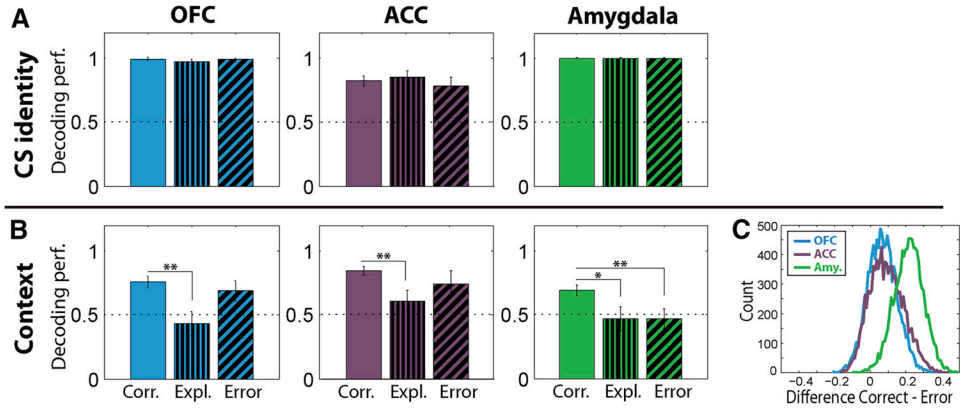 A
OFC
ACC
Amygdala
CS identity
Decoding perf.
1
0.5
0
1
0.5
0
1
0.5
0
B
Context
Decoding perf.
1
0.5
0
**
Corr. Expl. Error
1
0.5
0
**
Corr. Expl. Error
1
0.5
0
**
*
Corr. Expl. Error
C
OFC
ACC
Amy.
Count
500
400
300
200
100
0
-0.4 -0.2 0 0.2 0.4
Difference Correct - Error